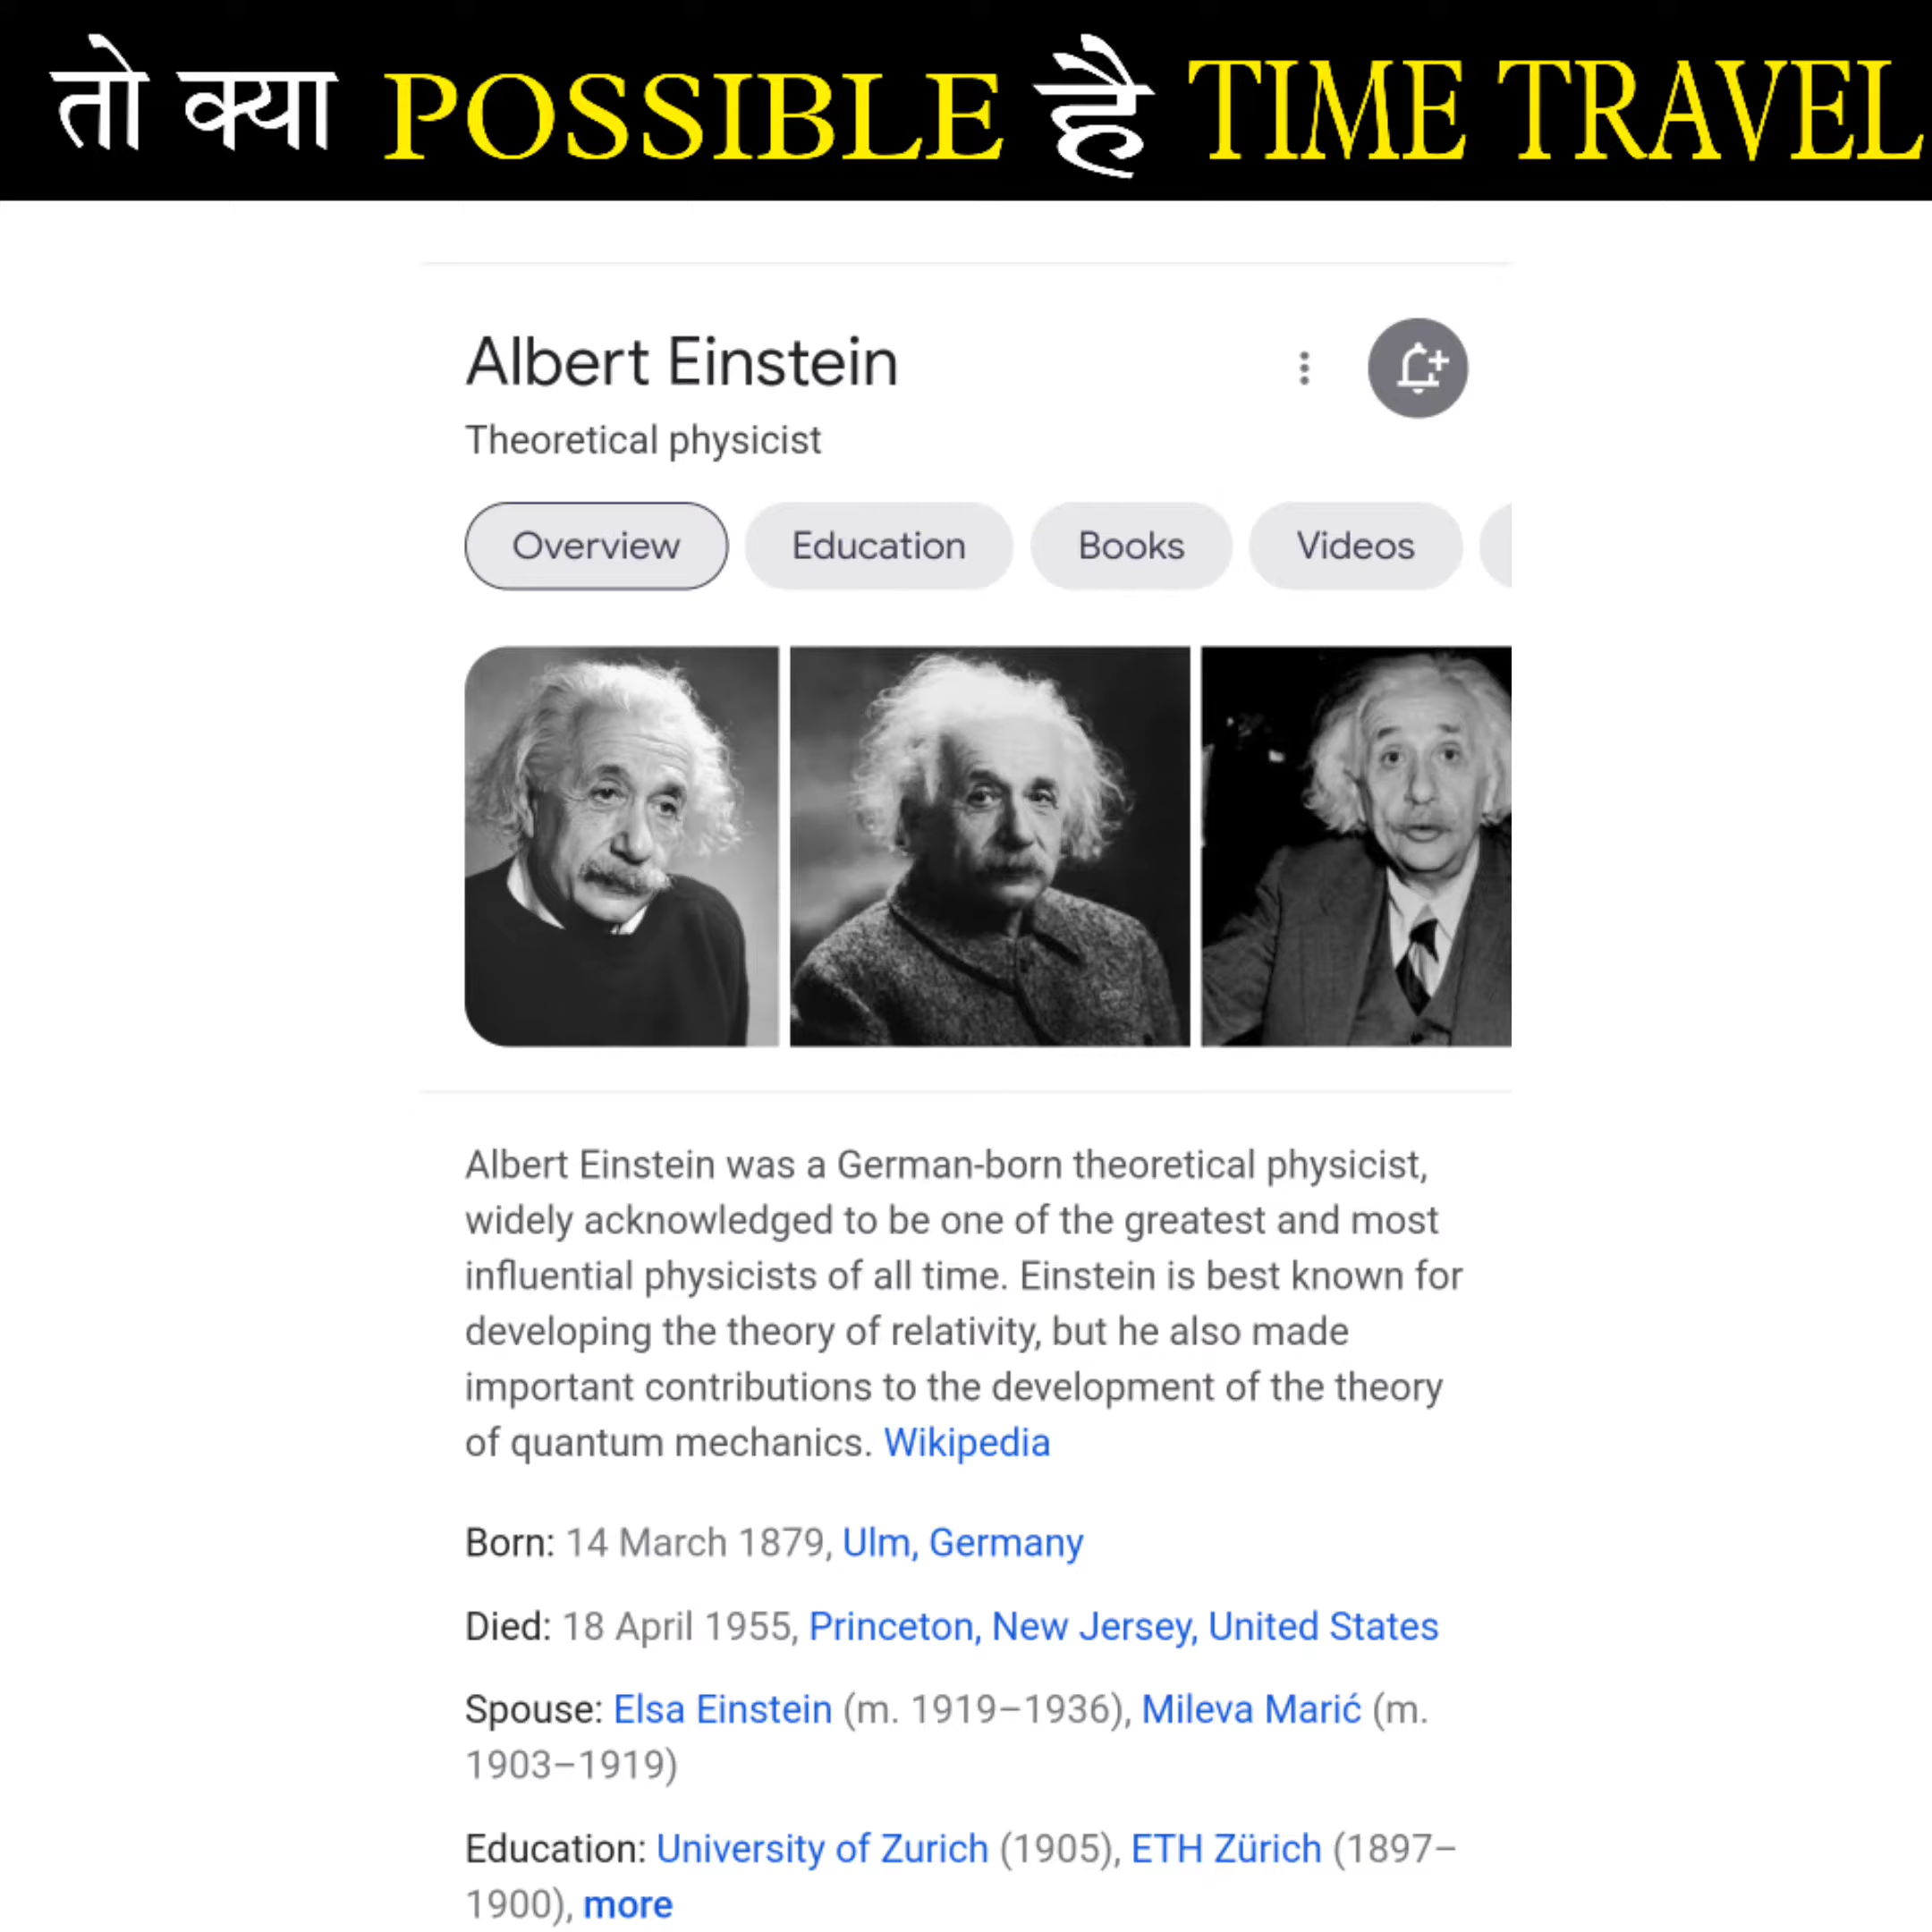 तो क्या POSSIBLE है TIME TRAVEL
Albert Einstein
Theoretical physicist
Overview Education Books Videos
Albert Einstein was a German-born theoretical physicist,
widely acknowledged to be one of the greatest and most
influential physicists of all time. Einstein is best known for
developing the theory of relativity, but he also made
important contributions to the development of the theory
of quantum mechanics. Wikipedia
Born: 14 March 1879, Ulm, Germany
Died: 18 April 1955, Princeton, New Jersey, United States
Spouse: Elsa Einstein (m. 1919–1936), Mileva Marić (m.
1903–1919)
Education: University of Zurich (1905), ETH Zürich (1897–
1900), more